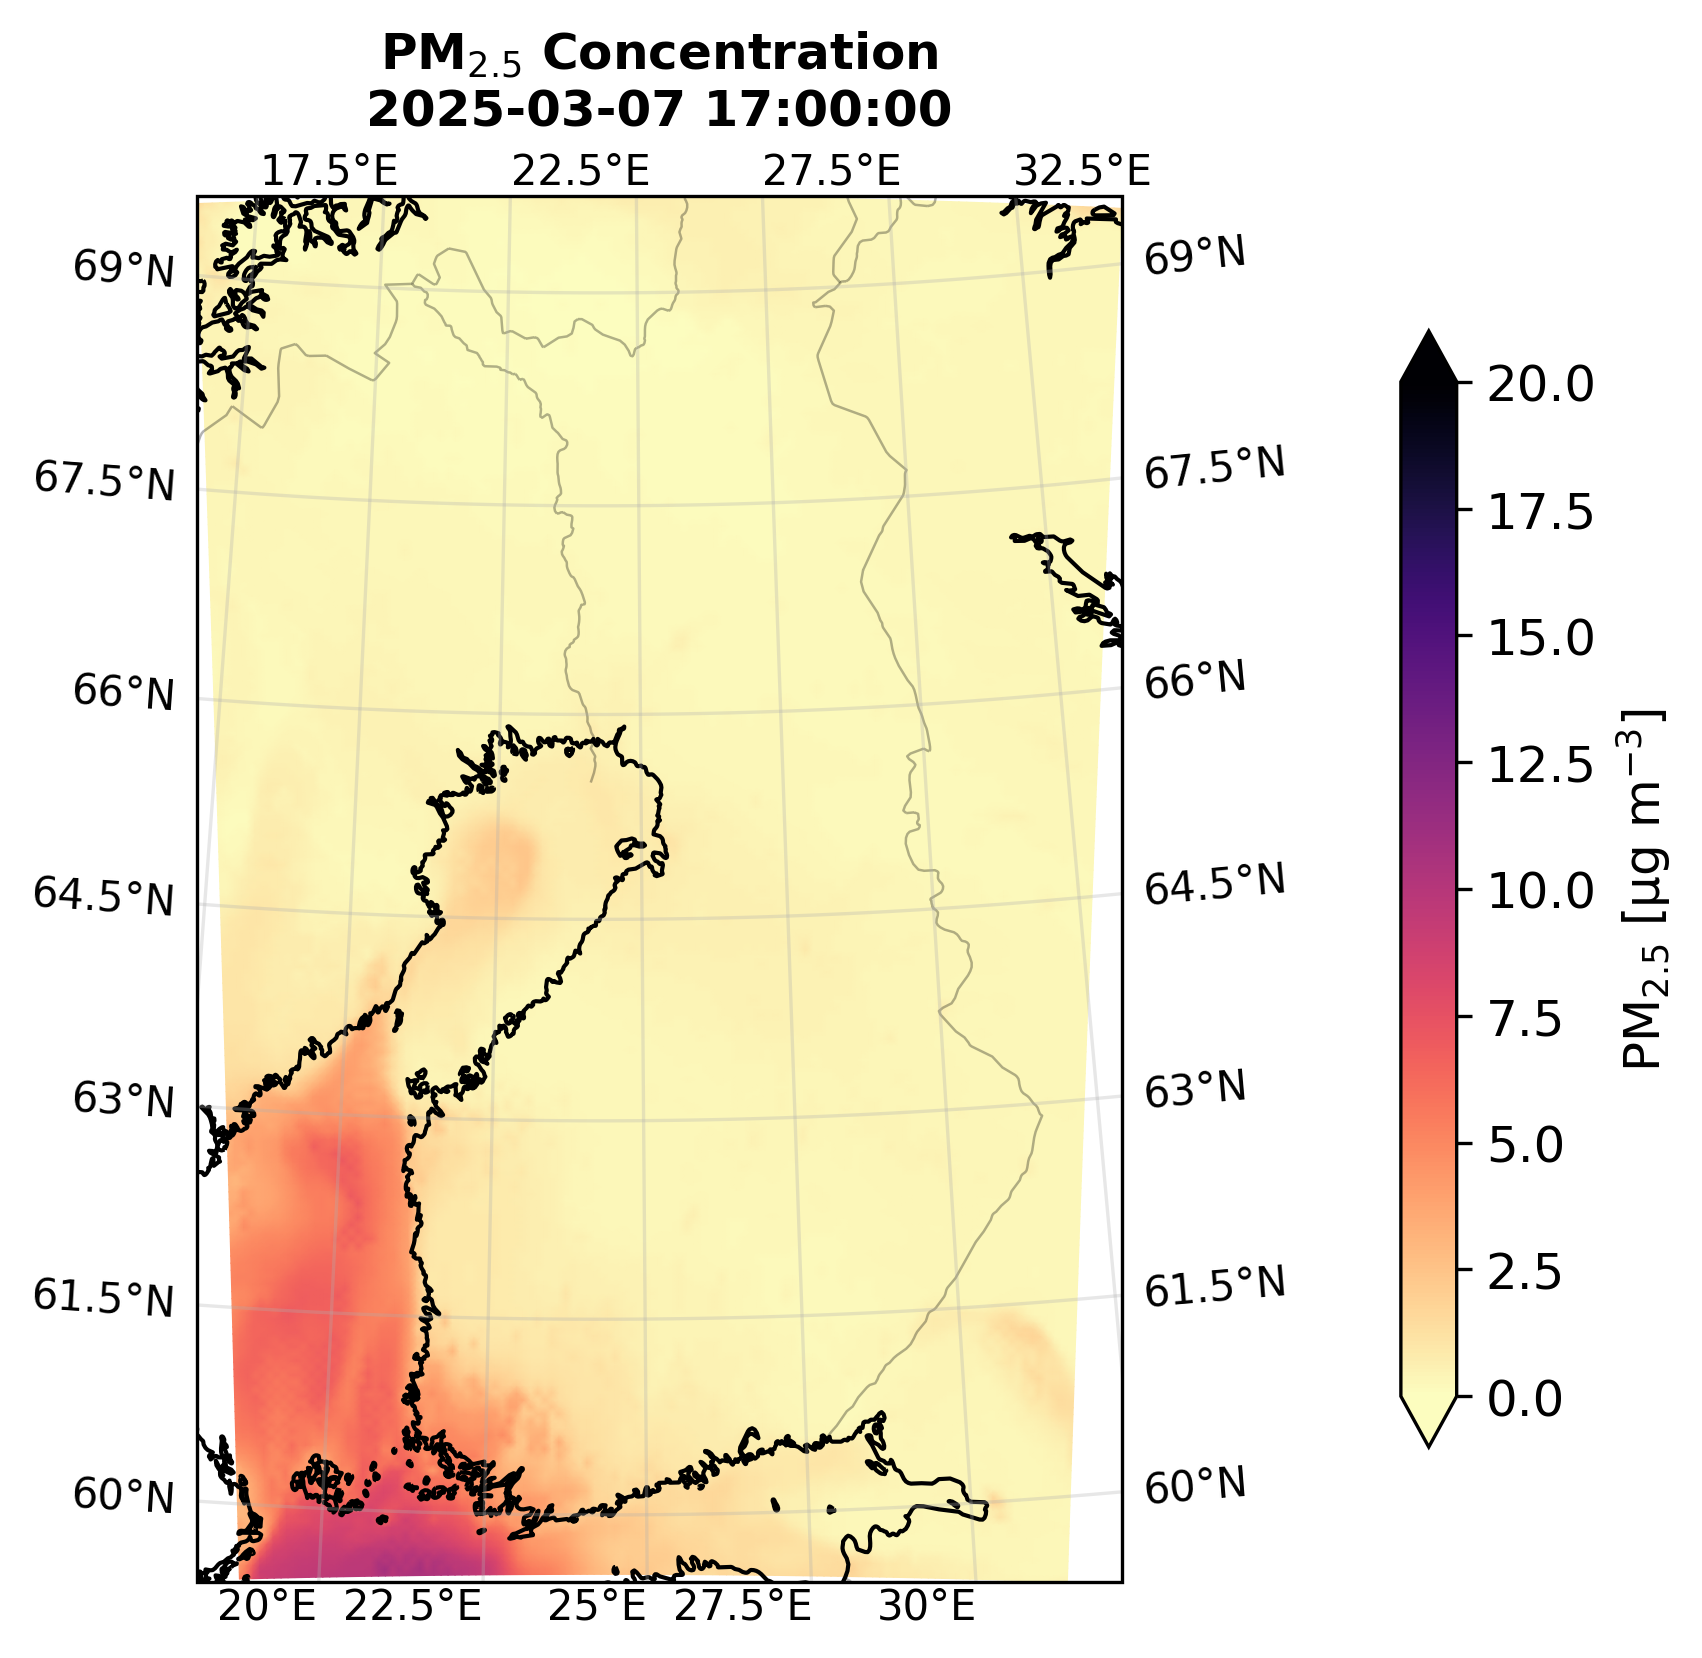 PM₂.₅ Concentration
2025-03-07 17:00:00
17.5°E 22.5°E 27.5°E 32.5°E
69°N 69°N
67.5°N 67.5°N
66°N 66°N
64.5°N 64.5°N
63°N 63°N
61.5°N 61.5°N
60°N 60°N
20°E 22.5°E 25°E 27.5°E 30°E
20.0
17.5
15.0
12.5
10.0
7.5
5.0
2.5
0.0
PM₂.₅ [µg m⁻³]